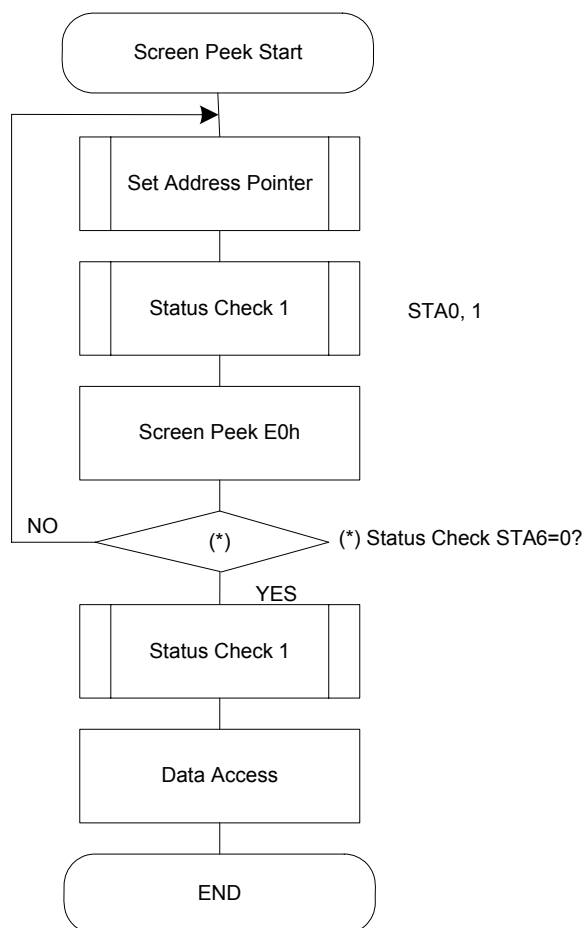 Screen Peek Start
Set Address Pointer
Status Check 1
STA0, 1
Screen Peek E0h
NO
(*)
(*) Status Check STA6=0?
YES
Status Check 1
Data Access
END